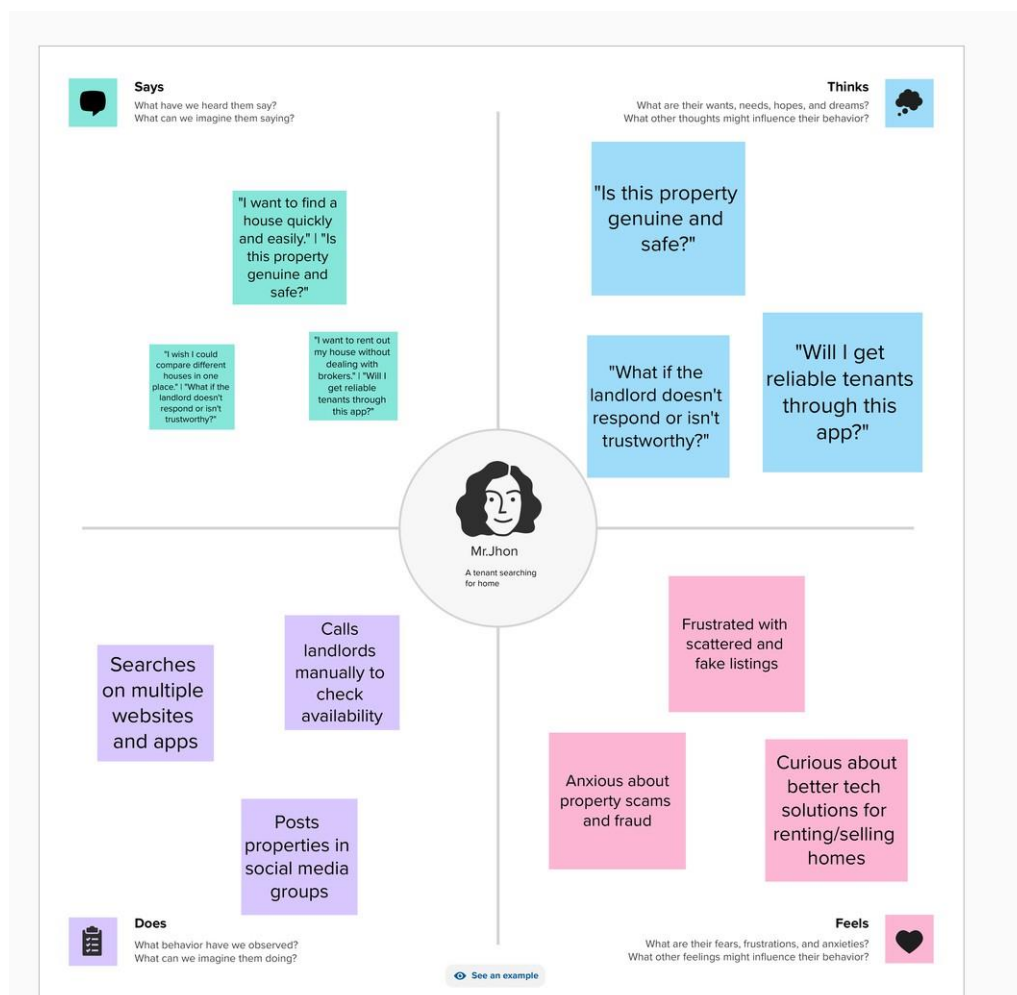 Says
What have we heard them say?
What can we imagine them saying?
Thinks
What are their wants, needs, hopes, and dreams?
What other thoughts might influence their behavior?
"I want to find a
house quickly
and easily." | "Is
this property
genuine and
safe?"
"I wish I could
compare different
houses in one
place." | "What if the
landlord doesn't
respond or isn't
trustworthy?"
"I want to rent out
my house without
dealing with
brokers." | "Will I
get reliable
tenants through
this app?"
"Is this property
genuine and
safe?"
"What if the
landlord doesn't
respond or isn't
trustworthy?"
"Will I get
reliable tenants
through this
app?"
Mr.Jhon
A tenant searching
for home
Searches
on multiple
websites
and apps
Calls
landlords
manually to
check
availability
Posts
properties in
social media
groups
Frustrated with
scattered and
fake listings
Anxious about
property scams
and fraud
Curious about
better tech
solutions for
renting/selling
homes
Does
What behavior have we observed?
What can we imagine them doing?
Feels
What are their fears, frustrations, and anxieties?
What other feelings might influence their behavior?
See an example